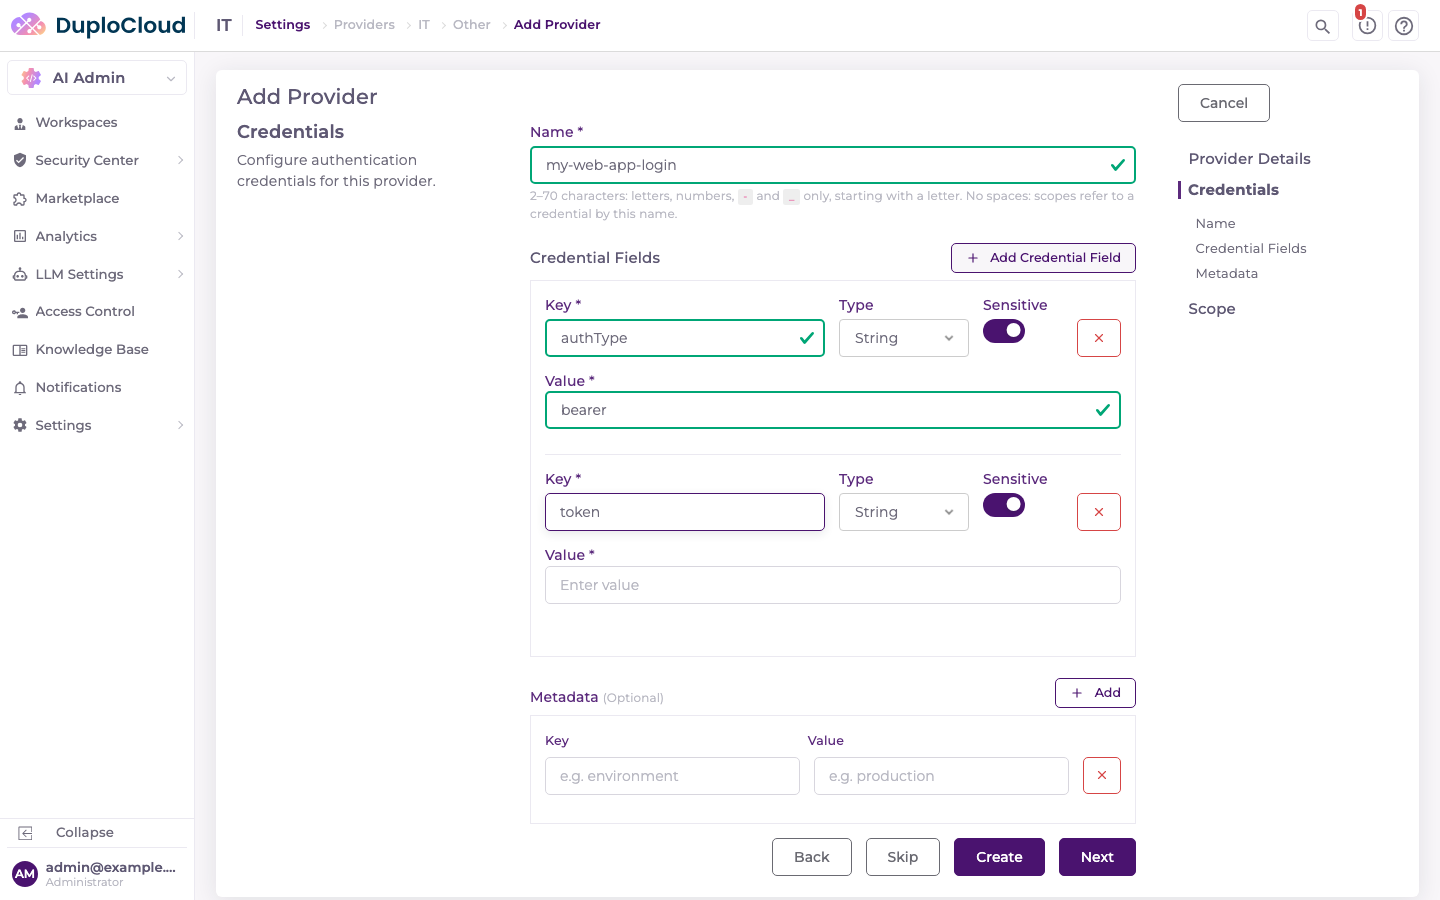 DuploCloud
IT
Settings
Providers
IT
Other
Add Provider
1
AI Admin
Workspaces
Security Center
Marketplace
Analytics
LLM Settings
Access Control
Knowledge Base
Notifications
Settings
Collapse
AM
admin@example....
Administrator
Add Provider
Credentials
Configure authentication
credentials for this provider.
Name *
my-web-app-login
2–70 characters: letters, numbers, - and _ only, starting with a letter. No spaces: scopes refer to a
credential by this name.
Credential Fields
Add Credential Field
Key *
Type
Sensitive
authType
String
Value *
bearer
Key *
Type
Sensitive
token
String
Value *
Enter value
Metadata (Optional)
Add
Key
Value
e.g. environment
e.g. production
Back
Skip
Create
Next
Cancel
Provider Details
Credentials
Name
Credential Fields
Metadata
Scope